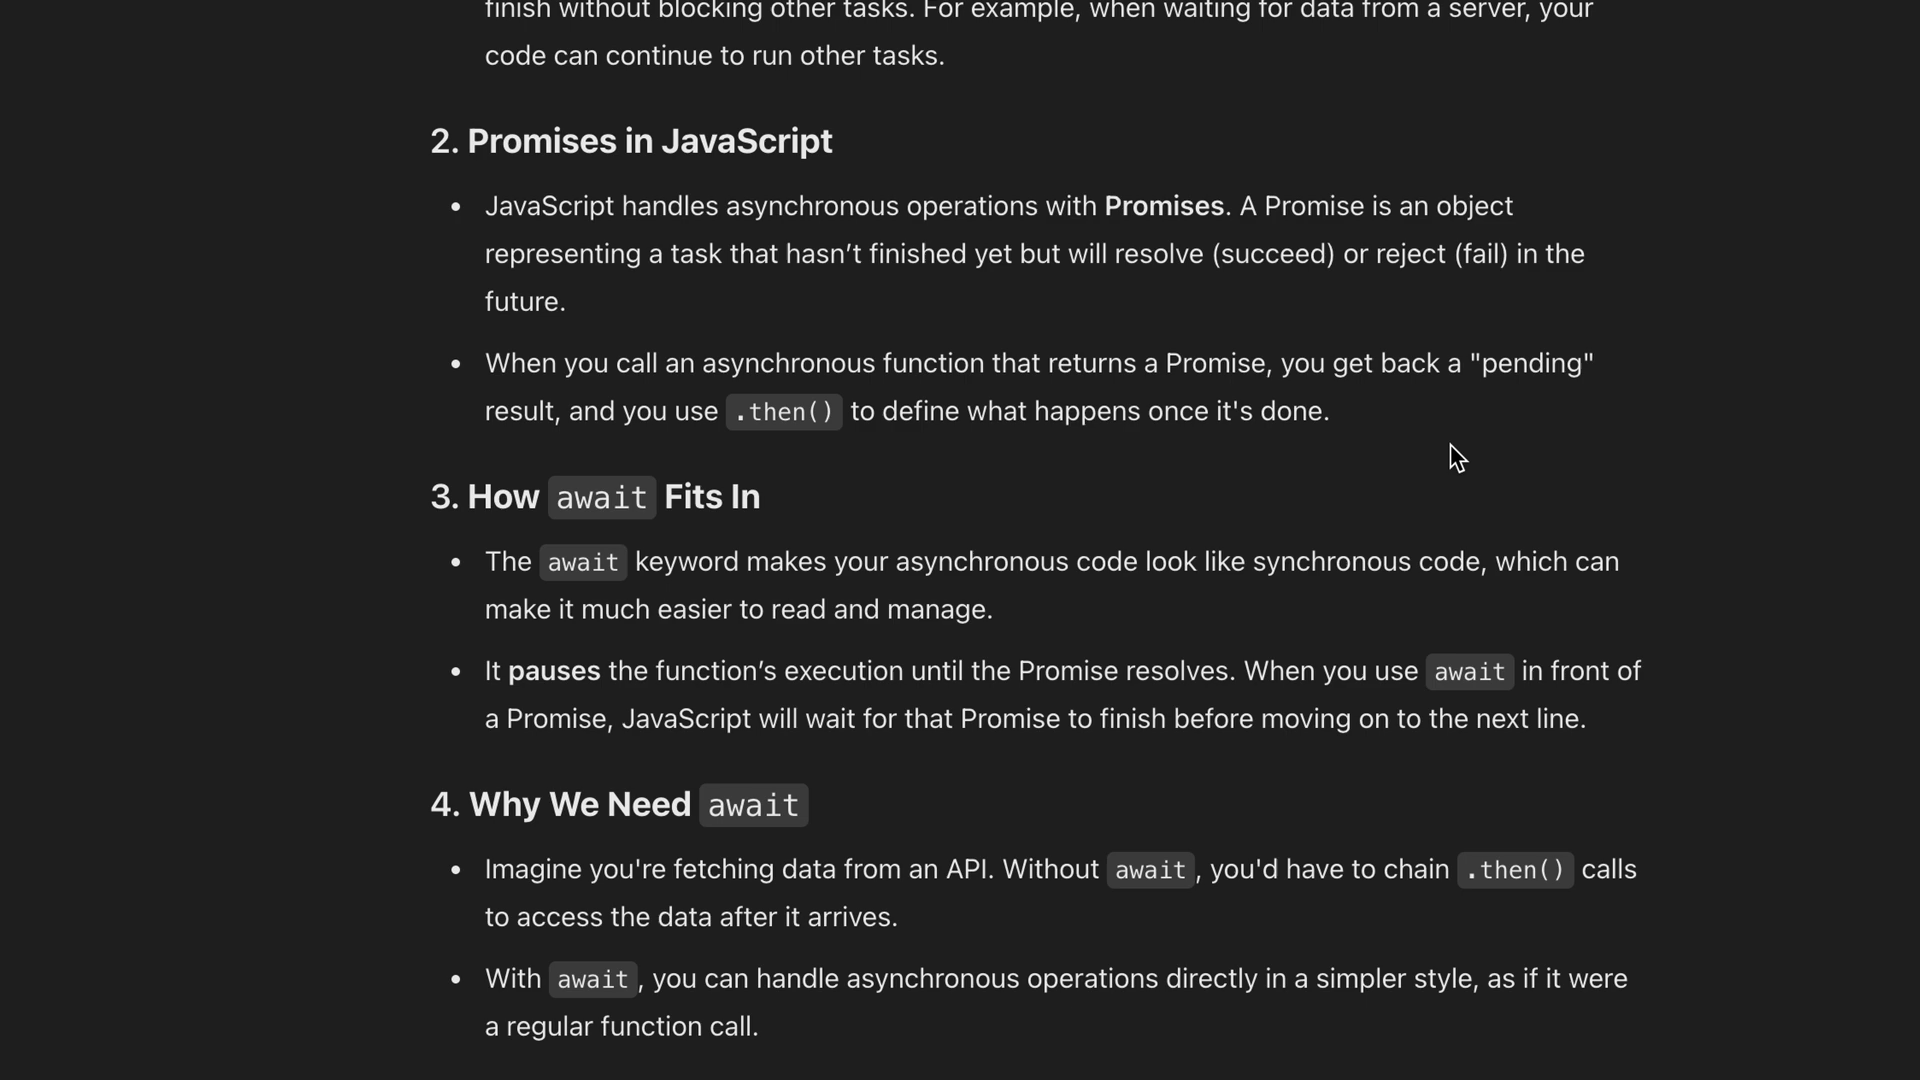 finish without blocking other tasks. For example, when waiting for data from a server, your
code can continue to run other tasks.
2. Promises in JavaScript
• JavaScript handles asynchronous operations with Promises. A Promise is an object
representing a task that hasn’t finished yet but will resolve (succeed) or reject (fail) in the
future.
• When you call an asynchronous function that returns a Promise, you get back a "pending"
result, and you use .then() to define what happens once it's done.
3. How await Fits In
• The await keyword makes your asynchronous code look like synchronous code, which can
make it much easier to read and manage.
• It pauses the function’s execution until the Promise resolves. When you use await in front of
a Promise, JavaScript will wait for that Promise to finish before moving on to the next line.
4. Why We Need await
• Imagine you're fetching data from an API. Without await, you'd have to chain .then() calls
to access the data after it arrives.
• With await, you can handle asynchronous operations directly in a simpler style, as if it were
a regular function call.